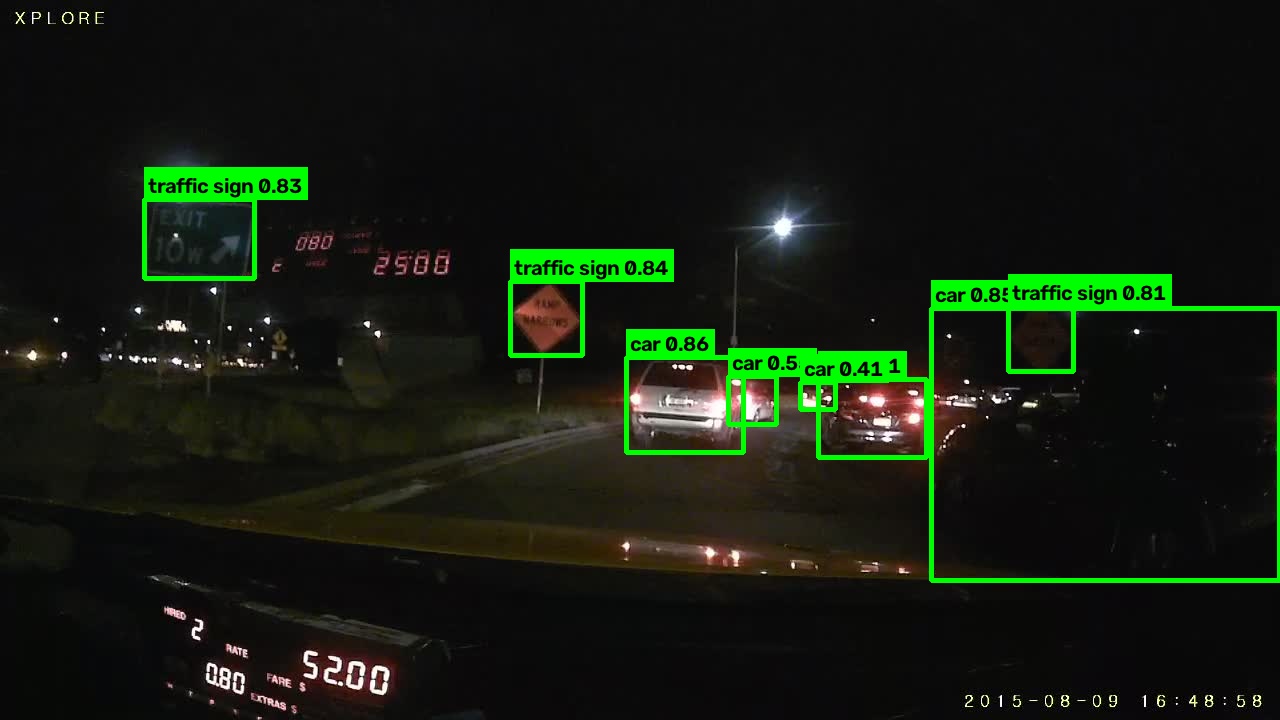 XPLORE
traffic sign 0.83
EXIT
10W
080
2500
traffic sign 0.84
RAMP
NARROWS
car 0.86
car 0.5
car 0.41 1
car 0.85
traffic sign 0.81
HIRED
2
RATE
0.80
FARE $
52.00
EXTRAS $
2015-08-09 16:48:58